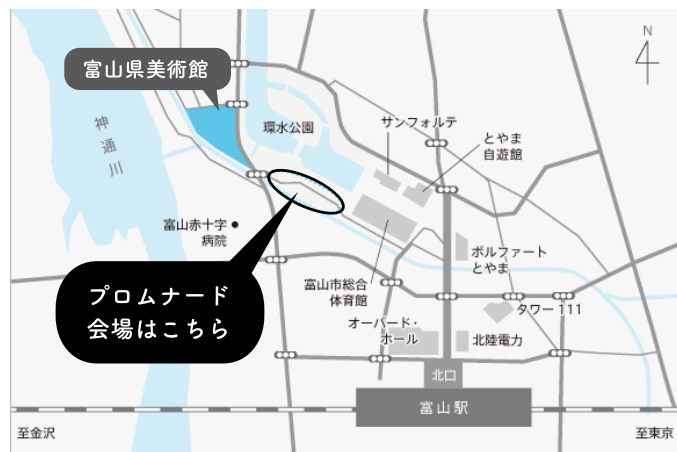 富山県美術館
N
神通川
環水公園
サンフォルテ
とやま
自遊館
富山赤十字
病院
プロムナード
会場はこちら
富山市総合
体育館
ボルファート
とやま
タワー111
オーバード・
ホール
北陸電力
北口
富山駅
至金沢
至東京